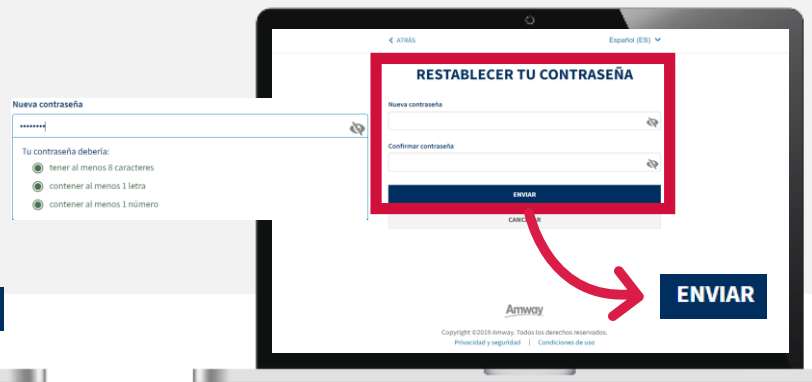 ATRÁS
Español (ES)
RESTABLECER TU CONTRASEÑA
Nueva contraseña
Confirmar contraseña
ENVIAR
Nueva contraseña
Tu contraseña debería:
tener al menos 8 caracteres
contener al menos 1 letra
contener al menos 1 número
ENVIAR
Amway
Copyright ©2019 Amway. Todos los derechos reservados.
Privacidad y seguridad | Condiciones de uso